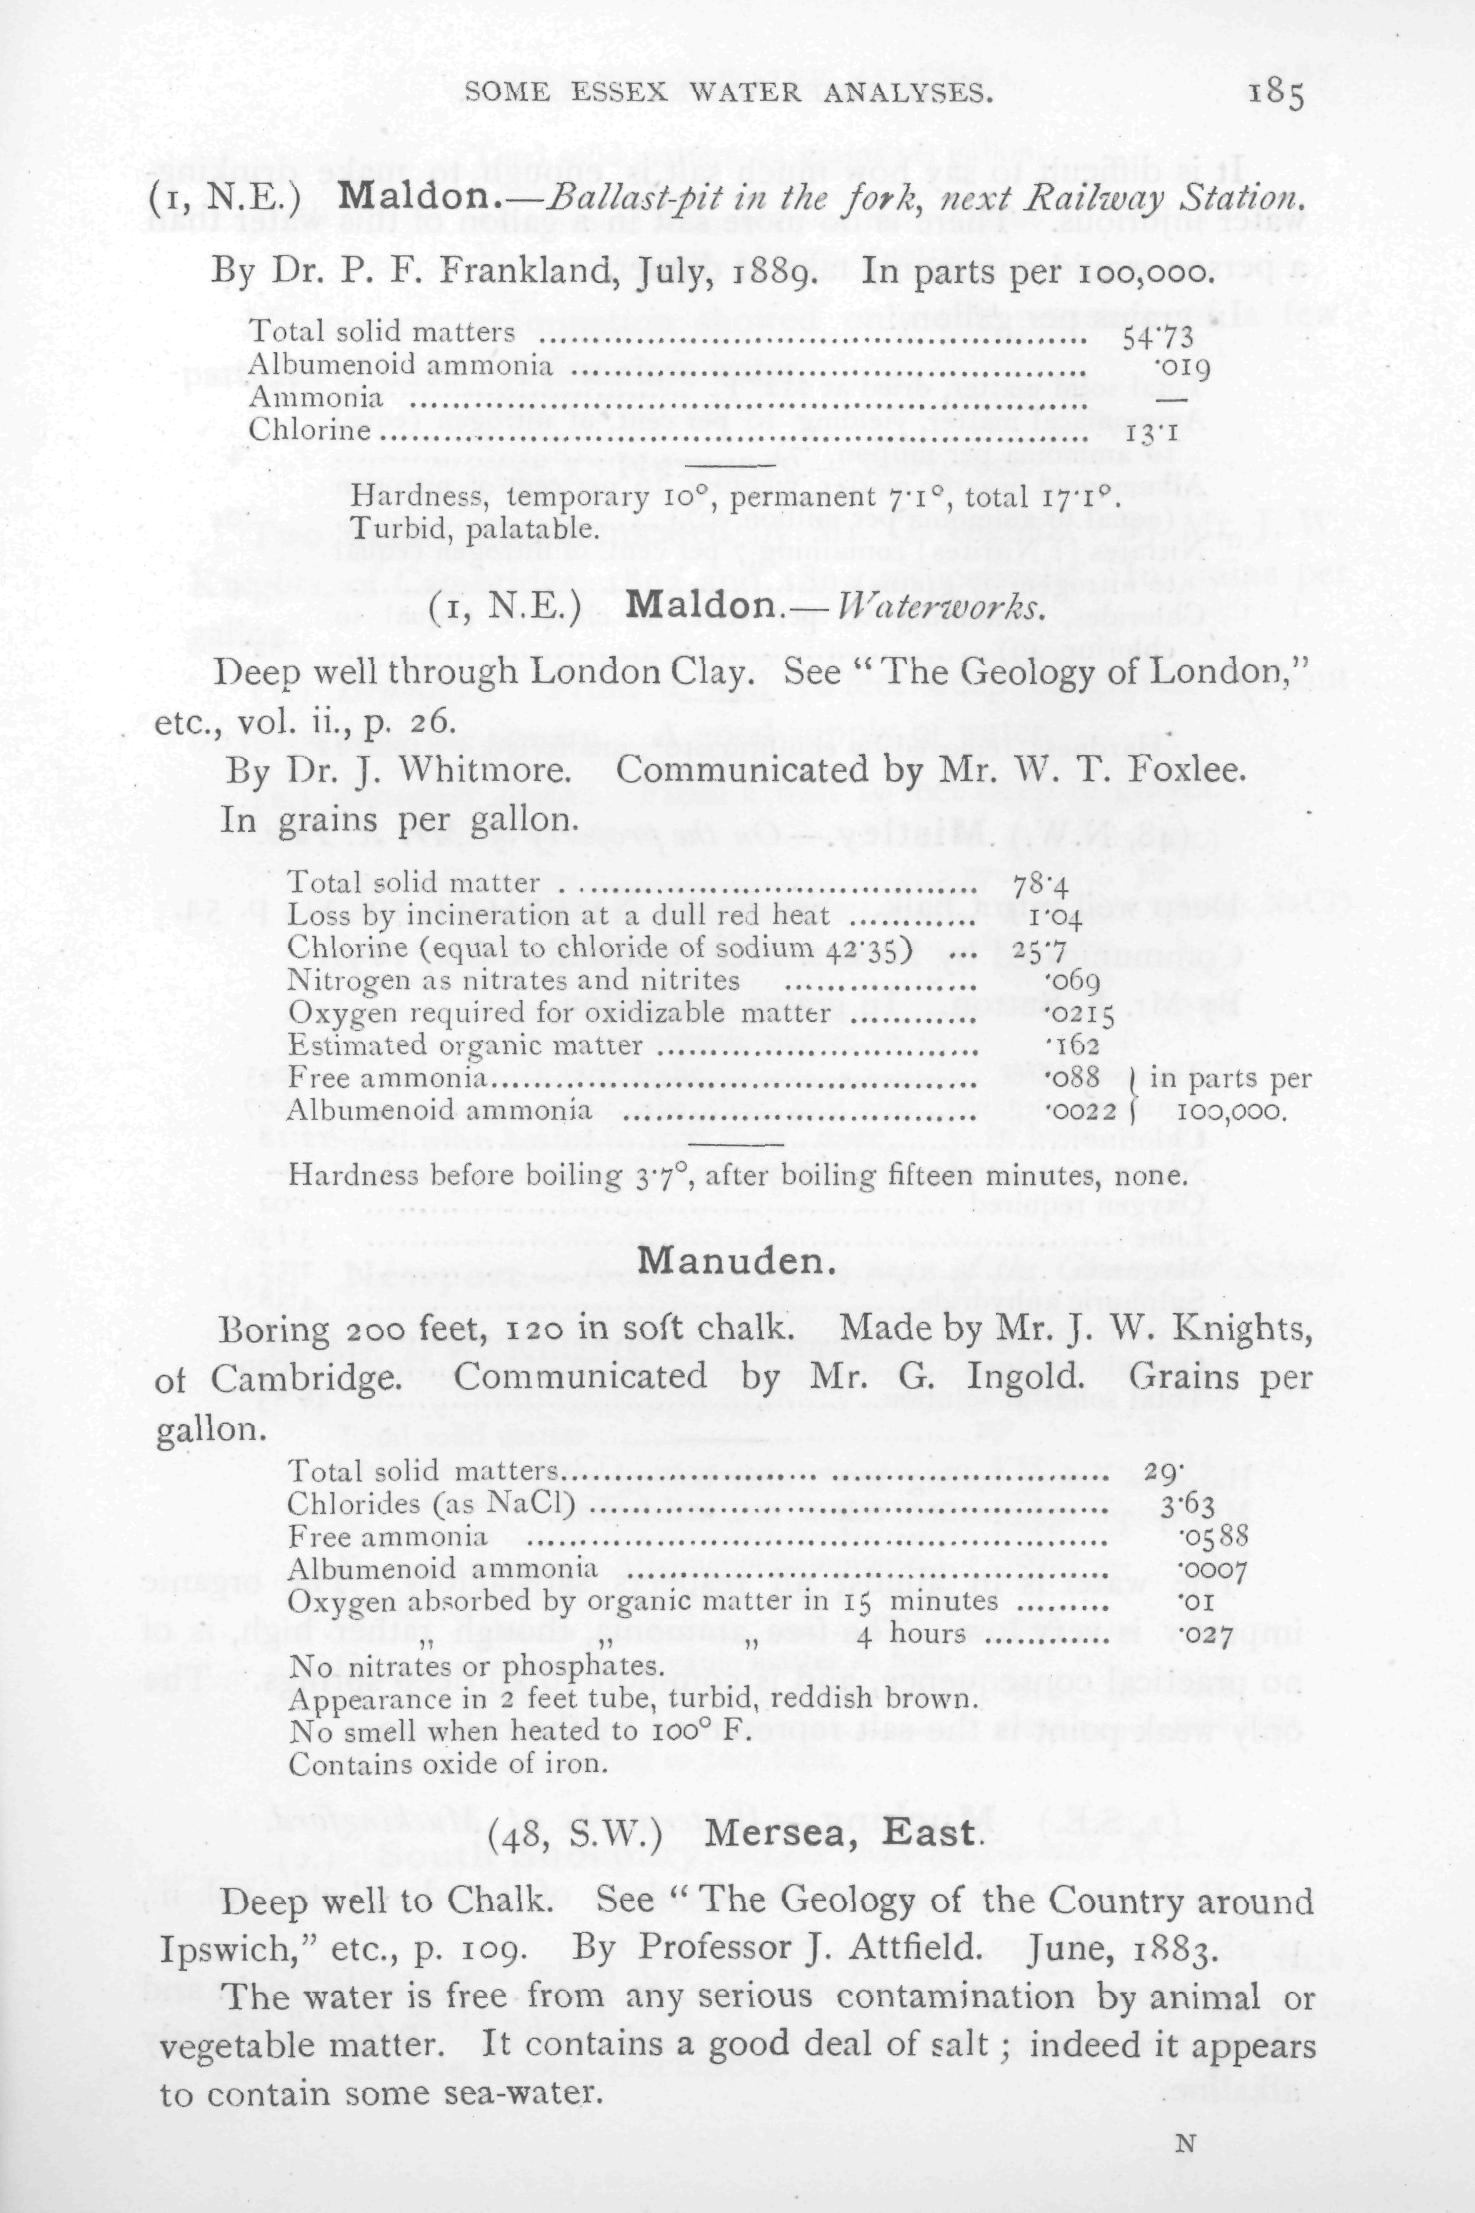 SOME ESSEX WATER ANALYSES. 185
(1, N.E.) Maldon.—Ballast-pit in the fork, next Railway Station.
By Dr. P. F. Frankland, July, 1889. In parts per 100,000.
Total solid matters .......... 54·73
Albumenoid ammonia .......... ·019
Ammonia .......... —
Chlorine .......... 13·1
Hardness, temporary 10°, permanent 7·1°, total 17·1°.
Turbid, palatable.
(1, N.E.) Maldon.—Waterworks.
Deep well through London Clay. See “The Geology of London,”
etc., vol. ii., p. 26.
By Dr. J. Whitmore. Communicated by Mr. W. T. Foxlee.
In grains per gallon.
Total solid matter .......... 78·4
Loss by incineration at a dull red heat .......... 1·04
Chlorine (equal to chloride of sodium 42·35) ... 25·7
Nitrogen as nitrates and nitrites .......... ·069
Oxygen required for oxidizable matter .......... ·0215
Estimated organic matter .......... ·162
Free ammonia .......... ·088 } in parts per
Albumenoid ammonia .......... ·0022 } 100,000.
Hardness before boiling 3·7°, after boiling fifteen minutes, none.
Manuden.
Boring 200 feet, 120 in soft chalk. Made by Mr. J. W. Knights,
of Cambridge. Communicated by Mr. G. Ingold. Grains per
gallon.
Total solid matters .......... 29·
Chlorides (as NaCl) .......... 3·63
Free ammonia .......... ·0588
Albumenoid ammonia .......... ·0007
Oxygen absorbed by organic matter in 15 minutes ......... ·01
„ „ „ 4 hours ............ ·027
No nitrates or phosphates.
Appearance in 2 feet tube, turbid, reddish brown.
No smell when heated to 100° F.
Contains oxide of iron.
(48, S.W.) Mersea, East.
Deep well to Chalk. See “The Geology of the Country around
Ipswich,” etc., p. 109. By Professor J. Attfield. June, 1883.
The water is free from any serious contamination by animal or
vegetable matter. It contains a good deal of salt; indeed it appears
to contain some sea-water.
N